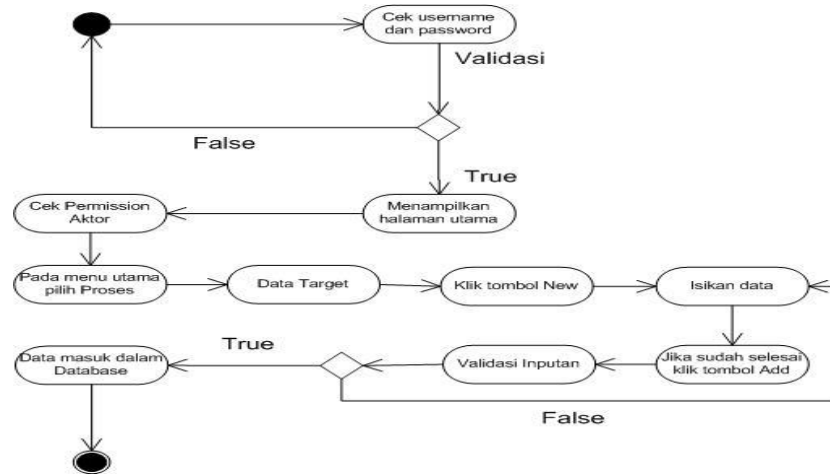 Cek username
dan password
Validasi
False
True
Menampilkan
halaman utama
Cek Permission
Aktor
Pada menu utama
pilih Proses
Data Target
Klik tombol New
Isikan data
Jika sudah selesai
klik tombol Add
Validasi Inputan
False
True
Data masuk dalam
Database